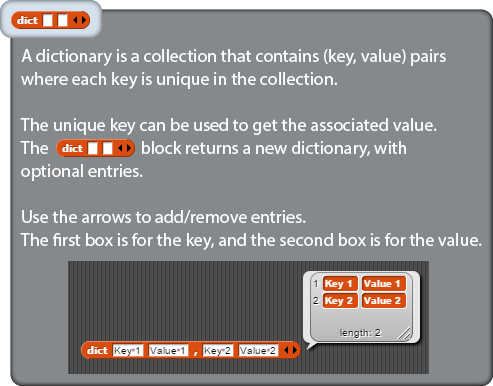 dict
A dictionary is a collection that contains (key, value) pairs
where each key is unique in the collection.
The unique key can be used to get the associated value.
The dict block returns a new dictionary, with
optional entries.
Use the arrows to add/remove entries.
The first box is for the key, and the second box is for the value.
1 Key 1 Value 1
2 Key 2 Value 2
length: 2
dict Key•1 Value•1 , Key•2 Value•2